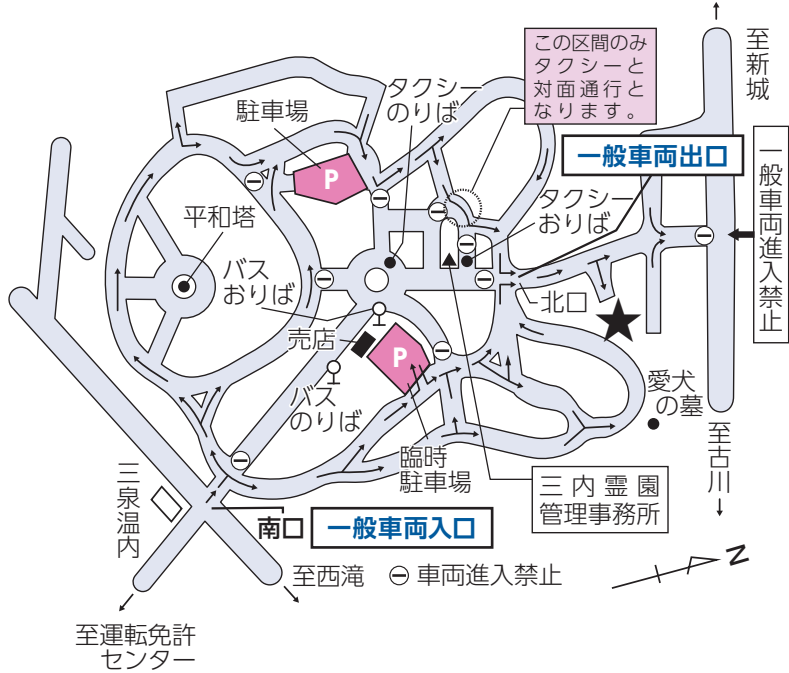 この区間のみ
タクシーと
対面通行と
なります。
至新城
タクシー
のりば
駐車場
P
一般車両出口
一般車両進入禁止
タクシー
おりば
平和塔
バス
おりば
北口
売店
P
バス
のりば
愛犬
の墓
至古川
臨時
駐車場
三内霊園
管理事務所
三泉温内
南口
一般車両入口
至西滝
車両進入禁止
N
至運転免許
センター